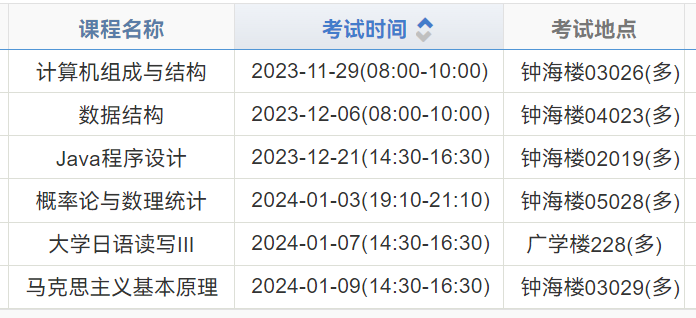 课程名称 考试时间 考试地点
计算机组成与结构 2023-11-29(08:00-10:00) 钟海楼03026(多)
数据结构 2023-12-06(08:00-10:00) 钟海楼04023(多)
Java程序设计 2023-12-21(14:30-16:30) 钟海楼02019(多)
概率论与数理统计 2024-01-03(19:10-21:10) 钟海楼05028(多)
大学日语读写III 2024-01-07(14:30-16:30) 广学楼228(多)
马克思主义基本原理 2024-01-09(14:30-16:30) 钟海楼03029(多)